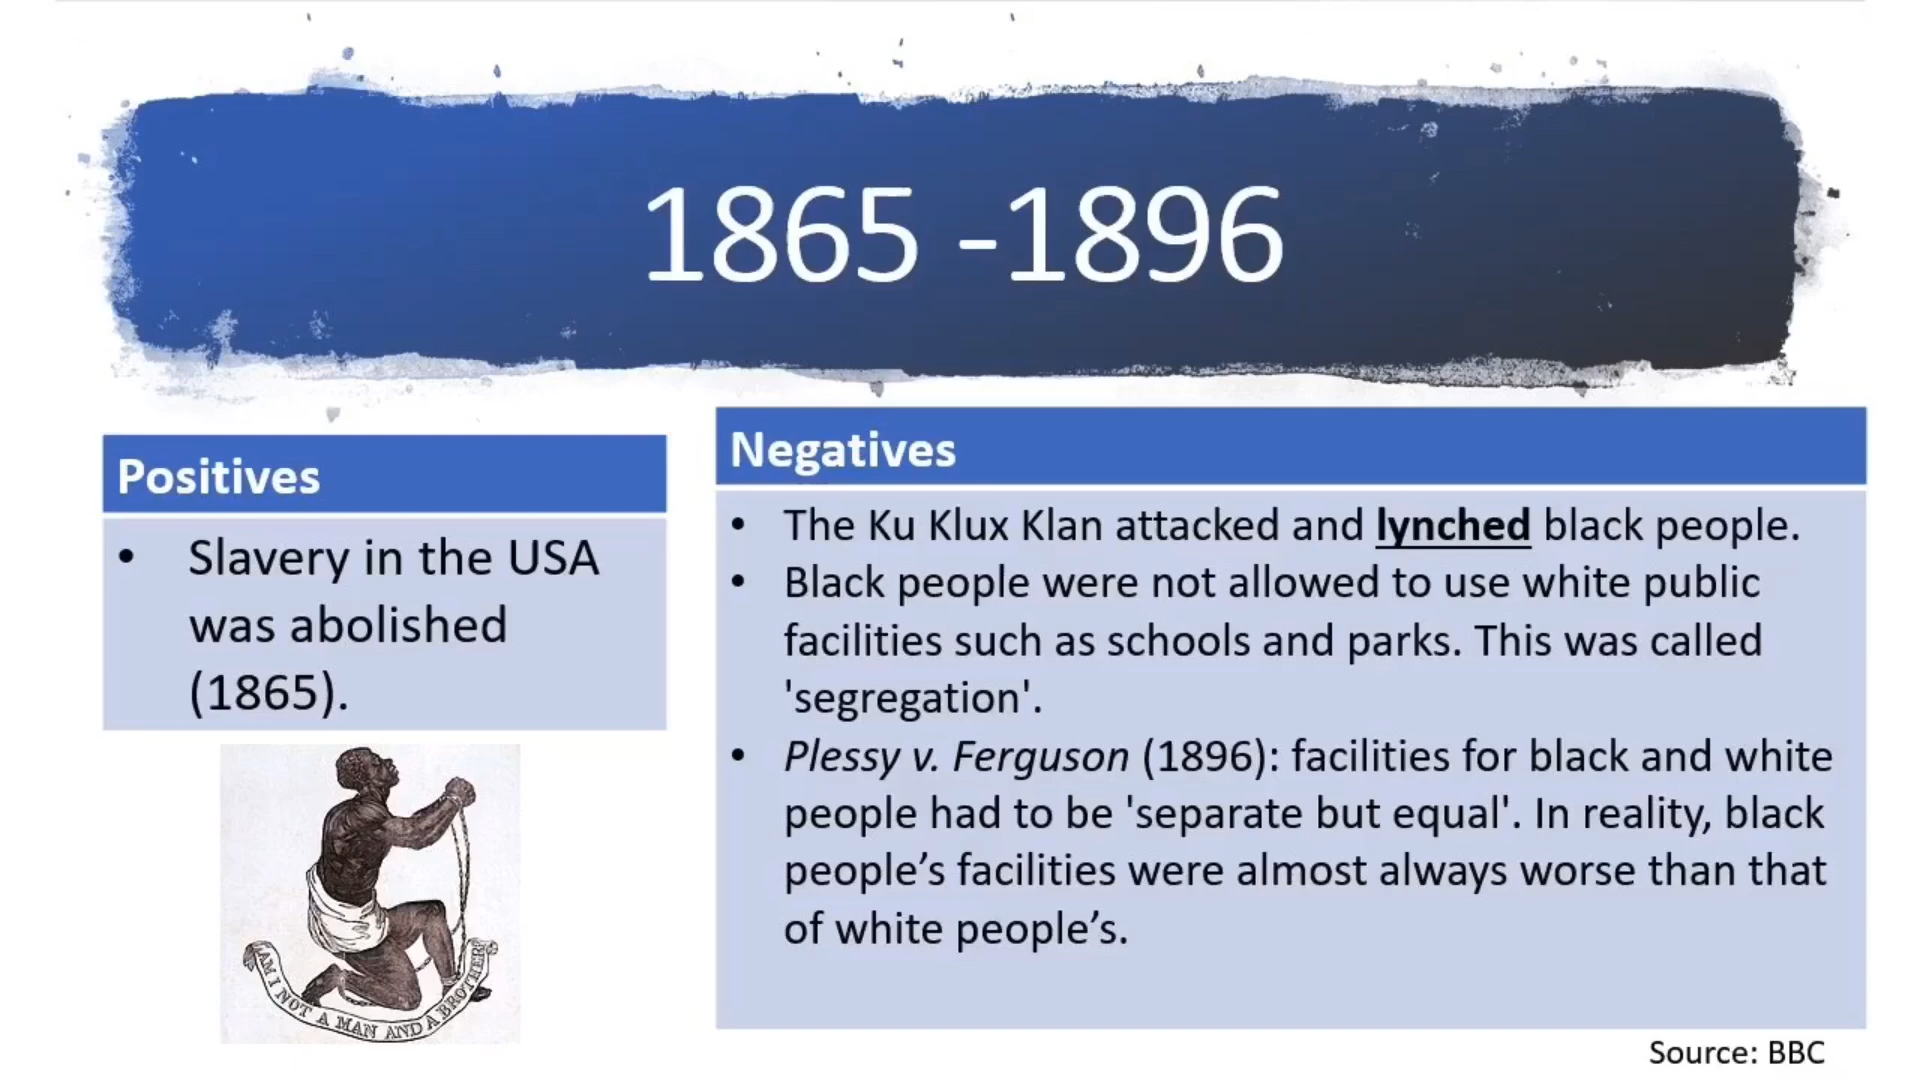 1865 -1896
Positives
• Slavery in the USA
was abolished
(1865).
AM I NOT A MAN AND A BROTHER
Negatives
• The Ku Klux Klan attacked and lynched black people.
• Black people were not allowed to use white public
facilities such as schools and parks. This was called
'segregation'.
• Plessy v. Ferguson (1896): facilities for black and white
people had to be 'separate but equal'. In reality, black
people’s facilities were almost always worse than that
of white people’s.
Source: BBC